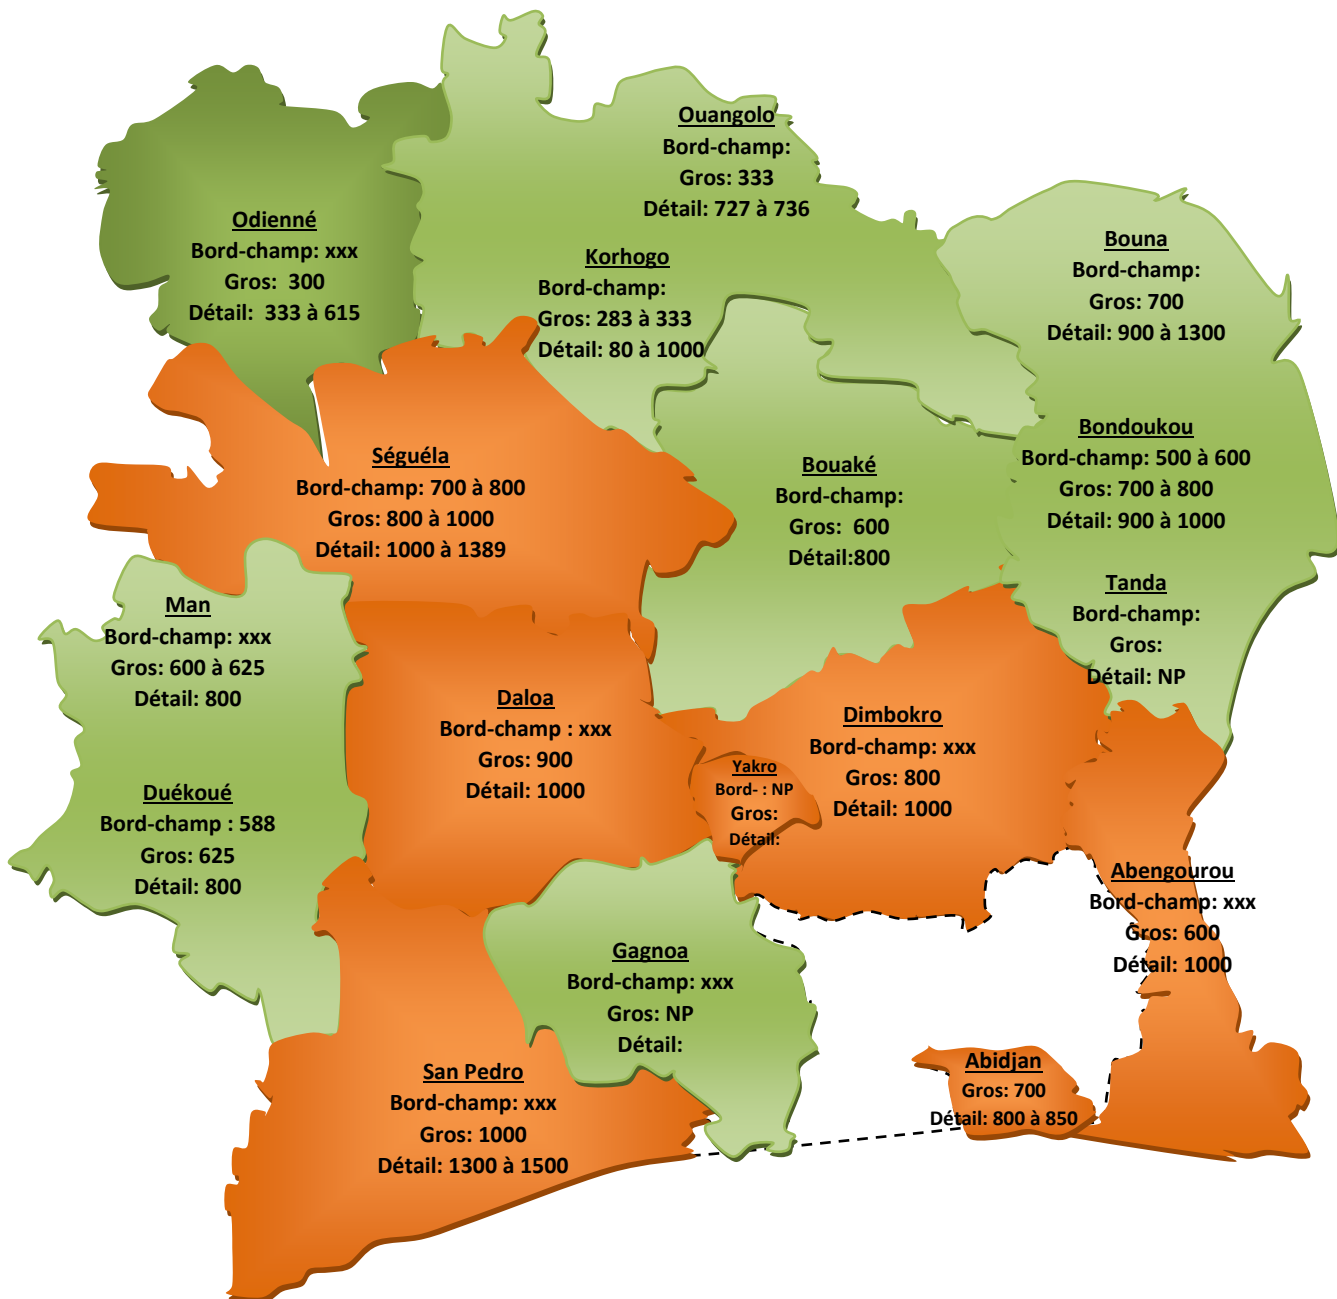 Ouangolo
Bord-champ:
Gros: 333
Détail: 727 à 736
Odienné
Bord-champ: xxx
Gros:  300
Détail:  333 à 615
Korhogo
Bord-champ:
Gros: 283 à 333
Détail: 80 à 1000
Bouna
Bord-champ:
Gros: 700
Détail: 900 à 1300
Séguéla
Bord-champ: 700 à 800
Gros: 800 à 1000
Détail: 1000 à 1389
Bouaké
Bord-champ:
Gros:  600
Détail:800
Bondoukou
Bord-champ: 500 à 600
Gros: 700 à 800
Détail: 900 à 1000
Man
Bord-champ: xxx
Gros: 600 à 625
Détail: 800
Tanda
Bord-champ:
Gros:
Détail: NP
Daloa
Bord-champ : xxx
Gros: 900
Détail: 1000
Dimbokro
Bord-champ: xxx
Gros: 800
Détail: 1000
Yakro
Bord- : NP
Gros:
Détail:
Duékoué
Bord-champ : 588
Gros: 625
Détail: 800
Abengourou
Bord-champ: xxx
Gros: 600
Détail: 1000
Gagnoa
Bord-champ: xxx
Gros: NP
Détail:
San Pedro
Bord-champ: xxx
Gros: 1000
Détail: 1300 à 1500
Abidjan
Gros: 700
Détail: 800 à 850